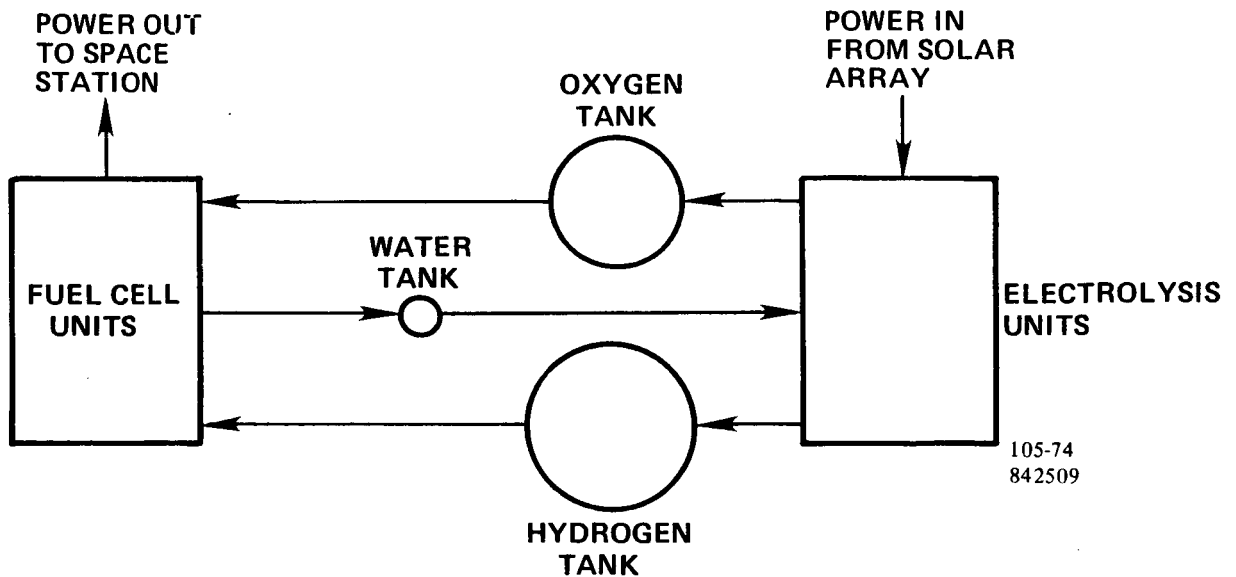 POWER OUT
TO SPACE
STATION
POWER IN
FROM SOLAR
ARRAY
OXYGEN
TANK
WATER
TANK
FUEL CELL
UNITS
ELECTROLYSIS
UNITS
105-74
842509
HYDROGEN
TANK